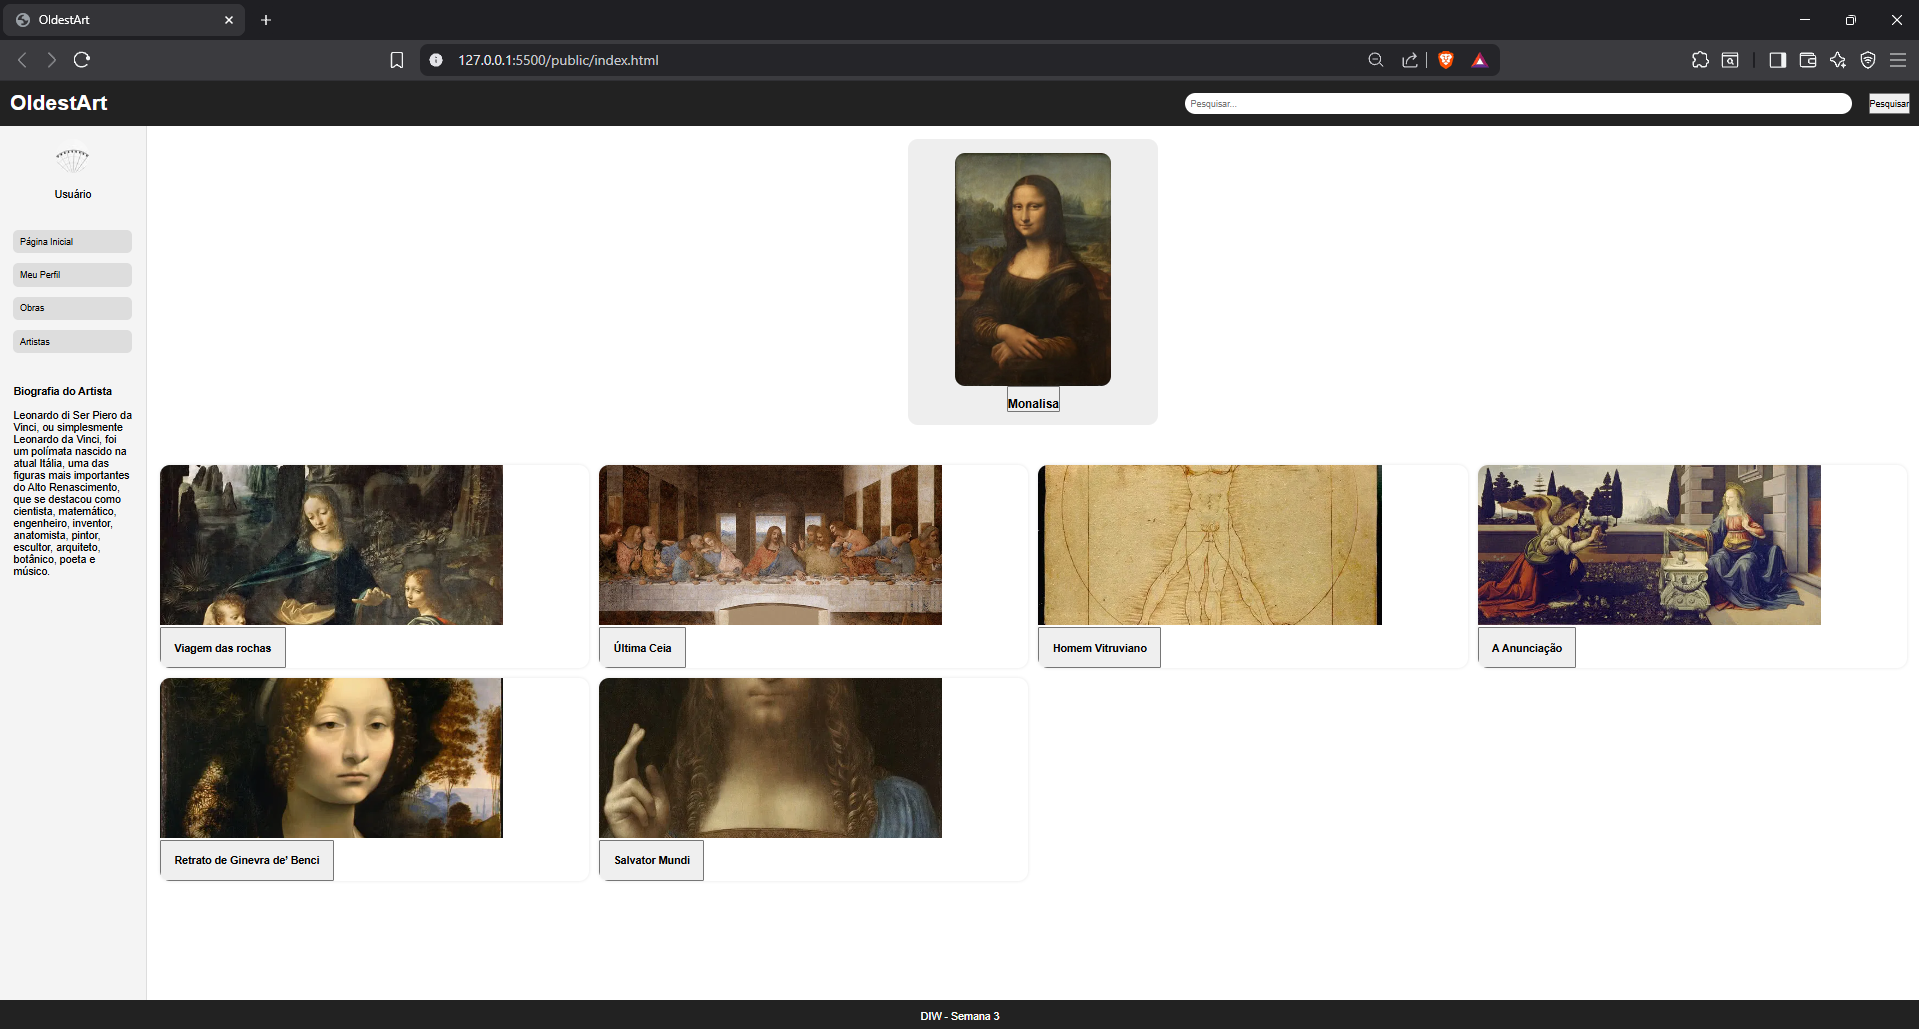 OldestArt
127.0.0.1:5500/public/index.html
OldestArt
Pesquisar...
Pesquisar
Usuário
Página Inicial
Meu Perfil
Obras
Artistas
Biografia do Artista
Leonardo di Ser Piero da
Vinci, ou simplesmente
Leonardo da Vinci, foi
um polímata nascido na
atual Itália, uma das
figuras mais importantes
do Alto Renascimento,
que se destacou como
cientista, matemático,
engenheiro, inventor,
anatomista, pintor,
escultor, arquiteto,
botânico, poeta e
músico.
Monalisa
Viagem das rochas
Última Ceia
Homem Vitruviano
A Anunciação
Retrato de Ginevra de' Benci
Salvator Mundi
DIW - Semana 3